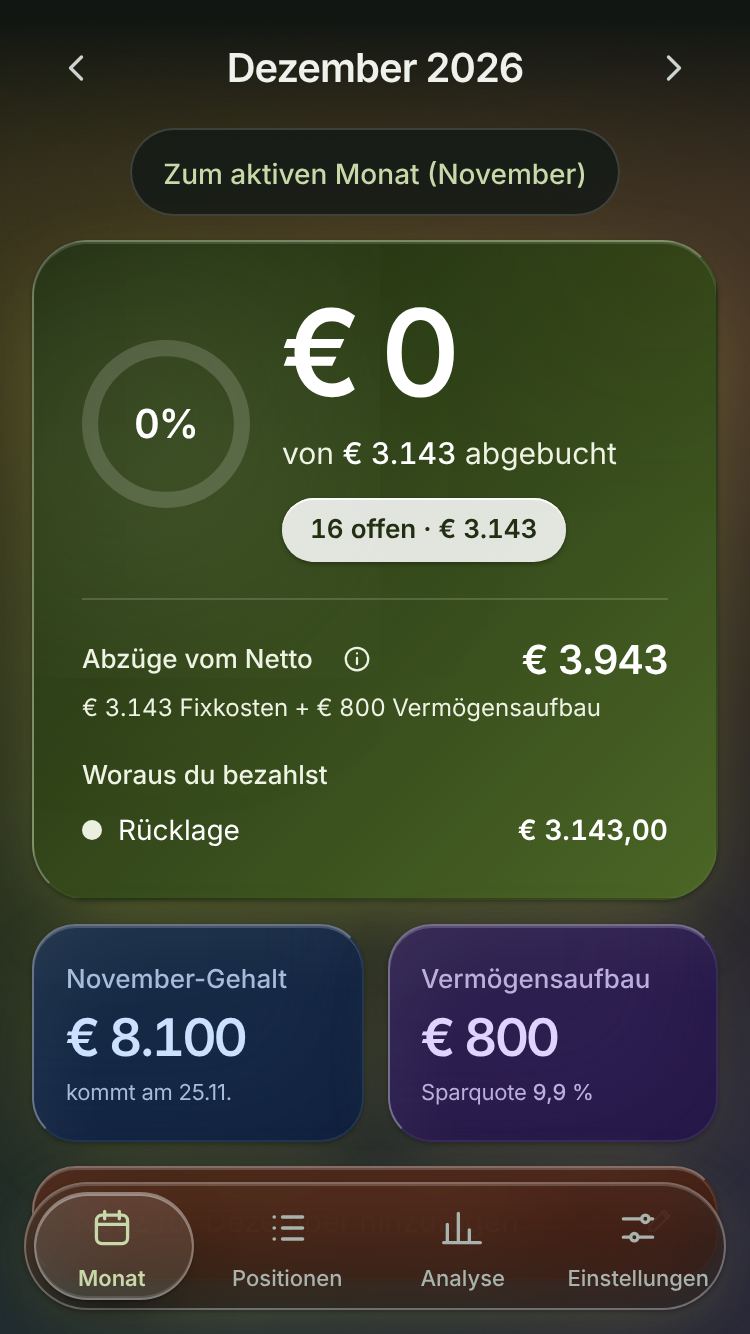 Dezember 2026
Zum aktiven Monat (November)
0%
€ 0
von € 3.143 abgebucht
16 offen · € 3.143
Abzüge vom Netto
€ 3.943
€ 3.143 Fixkosten + € 800 Vermögensaufbau
Woraus du bezahlst
Rücklage
€ 3.143,00
November-Gehalt
€ 8.100
kommt am 25.11.
Vermögensaufbau
€ 800
Sparquote 9,9 %
Monat
Positionen
Analyse
Einstellungen